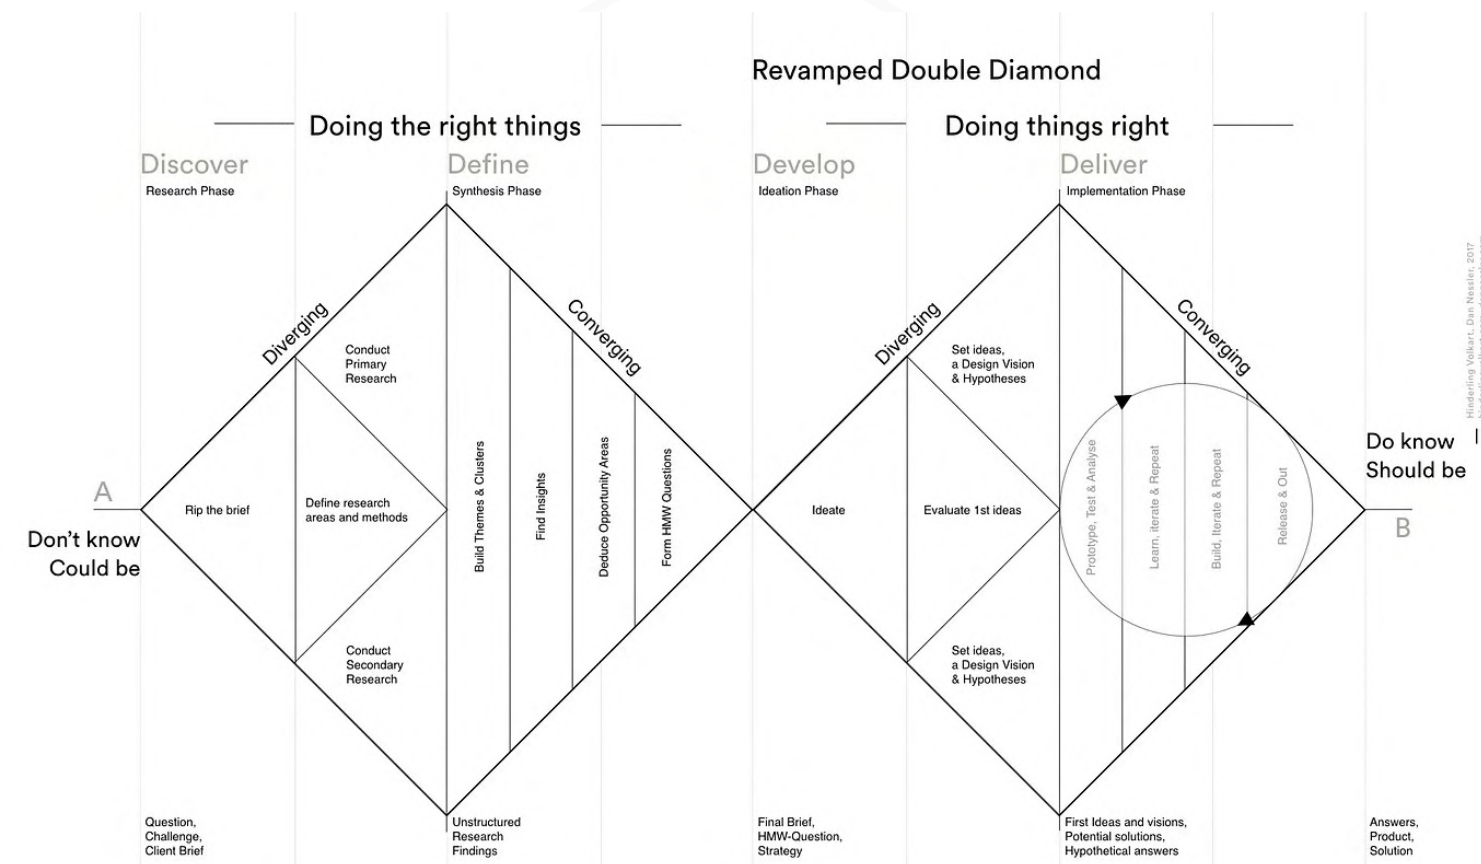 Revamped Double Diamond
Doing the right things
Doing things right
Discover
Research Phase
Define
Synthesis Phase
Develop
Ideation Phase
Deliver
Implementation Phase
Diverging
Converging
Diverging
Converging
A
Don't know
Could be
Rip the brief
Conduct
Primary
Research
Define research
areas and methods
Conduct
Secondary
Research
Build Themes & Clusters
Find Insights
Deduce Opportunity Areas
Form HMW Questions
Ideate
Set ideas,
a Design Vision
& Hypotheses
Evaluate 1st ideas
Set ideas,
a Design Vision
& Hypotheses
Prototype, Test & Analyse
Learn, iterate & Repeat
Build, Iterate & Repeat
Release & Out
Do know
Should be
B
Hinderling Volkart, Dan Nessler, 2017
Question,
Challenge,
Client Brief
Unstructured
Research
Findings
Final Brief,
HMW-Question,
Strategy
First Ideas and visions,
Potential solutions,
Hypothetical answers
Answers,
Product,
Solution